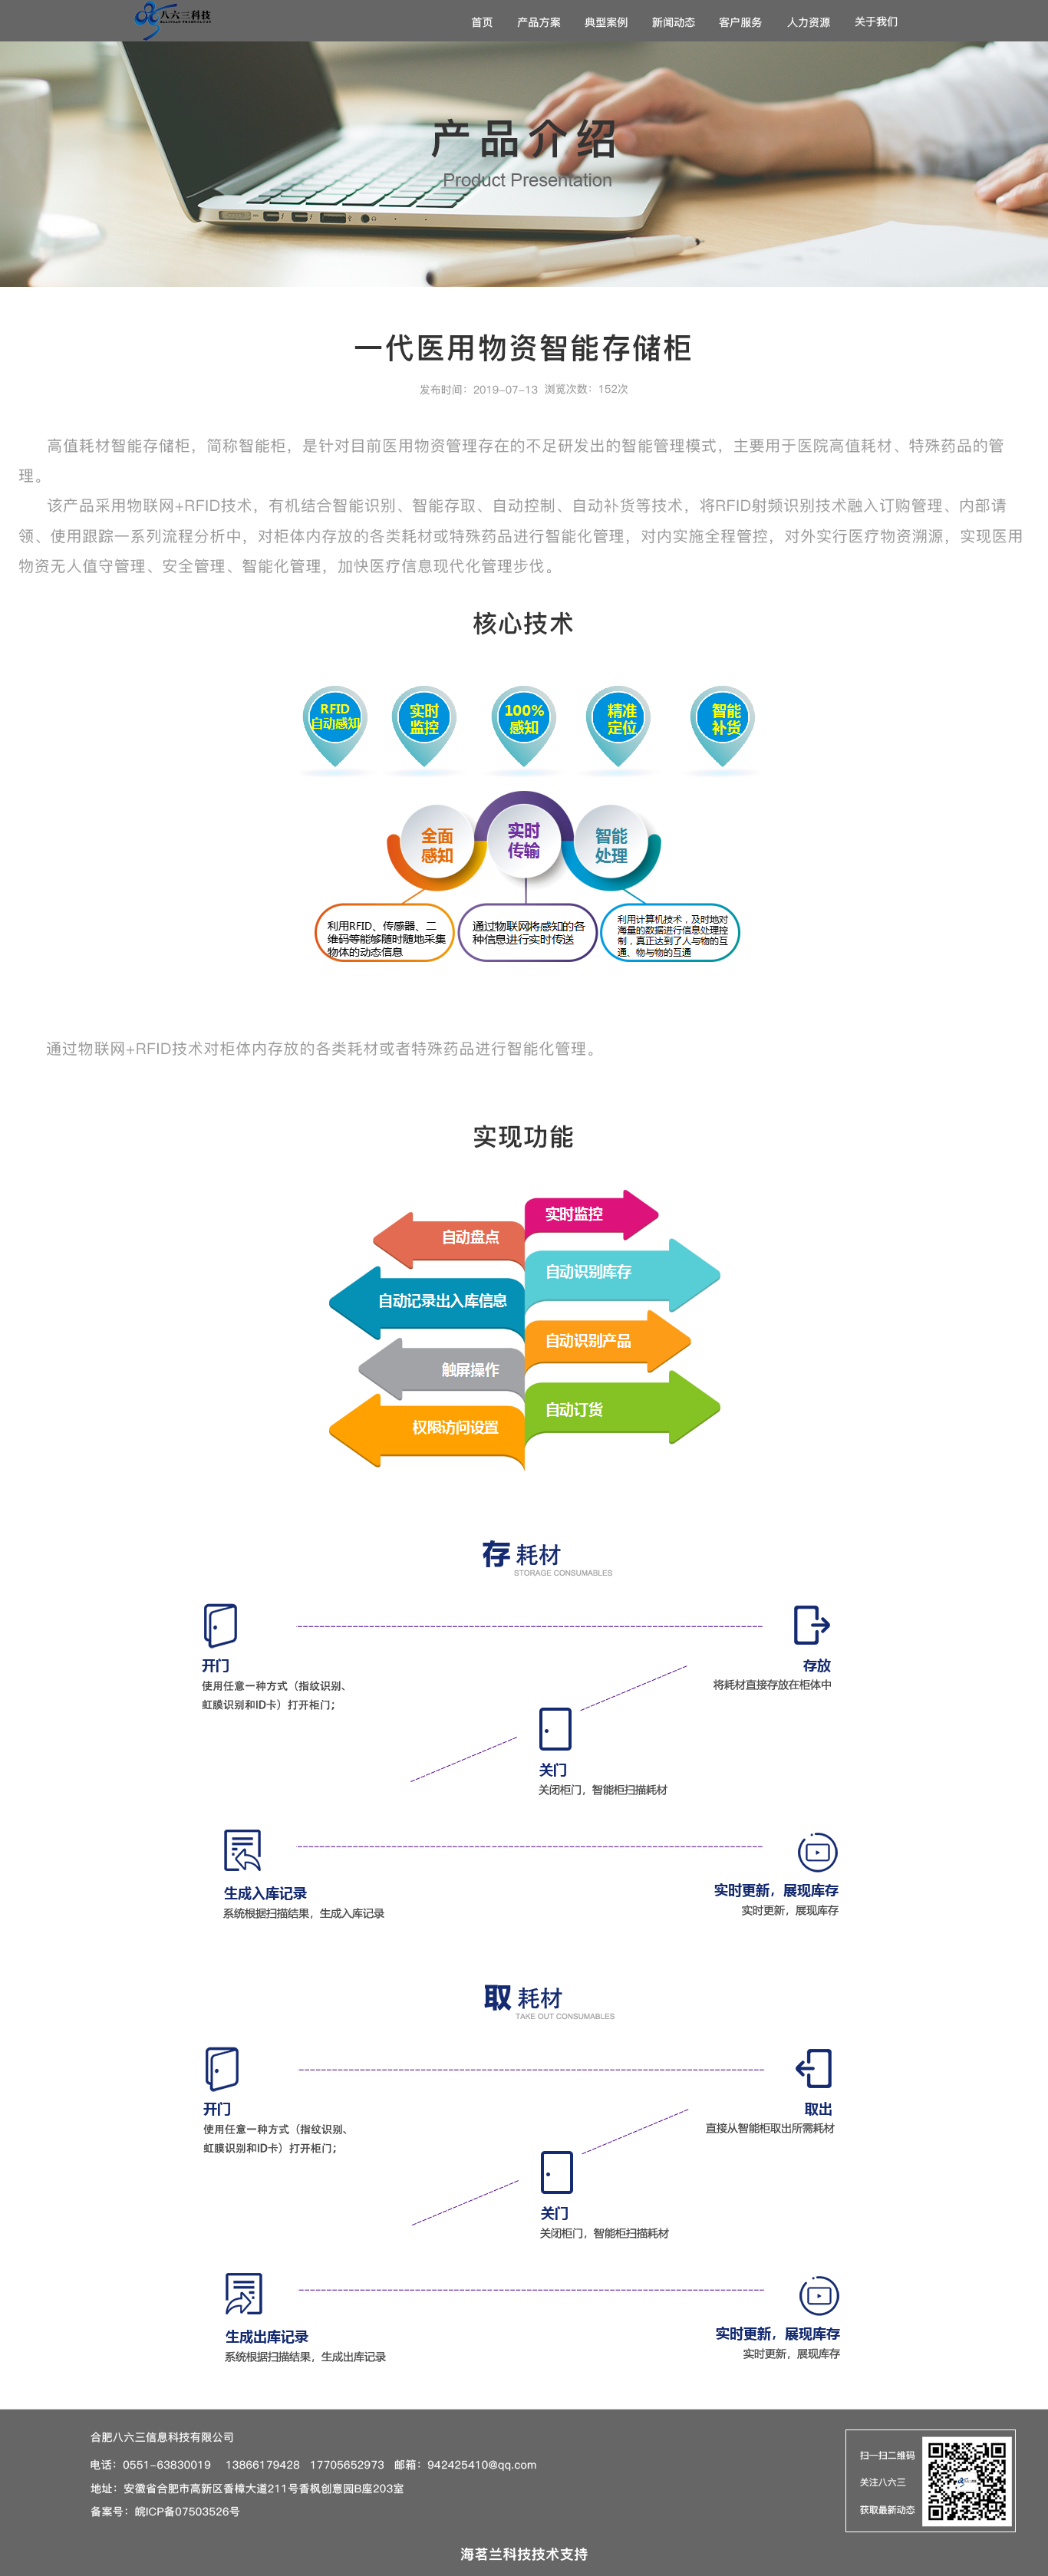 八六三科技
首页 产品方案 典型案例 新闻动态 客户服务 人力资源 关于我们
产品介绍
Product Presentation
一代医用物资智能存储柜
发布时间：2019-07-13 浏览次数：152次
高值耗材智能存储柜，简称智能柜，是针对目前医用物资管理存在的不足研发出的智能管理模式，主要用于医院高值耗材、特殊药品的管
理。
该产品采用物联网+RFID技术，有机结合智能识别、智能存取、自动控制、自动补货等技术，将RFID射频识别技术融入订购管理、内部请
领、使用跟踪一系列流程分析中，对柜体内存放的各类耗材或特殊药品进行智能化管理，对内实施全程管控，对外实行医疗物资溯源，实现医用
物资无人值守管理、安全管理、智能化管理，加快医疗信息现代化管理步伐。
核心技术
RFID
自动感知
实时
监控
100%
感知
精准
定位
智能
补货
全面
感知
实时
传输
智能
处理
利用RFID、传感器、二
维码等能够随时随地采集
物体的动态信息
通过物联网将感知的各
种信息进行实时传送
利用计算机技术，及时地对
海量的数据进行信息处理控
制，真正达到了人与物的互
通、物与物的互通
通过物联网+RFID技术对柜体内存放的各类耗材或者特殊药品进行智能化管理。
实现功能
实时监控
自动盘点
自动识别库存
自动记录出入库信息
自动识别产品
触屏操作
自动订货
权限访问设置
存 耗材
STORAGE CONSUMABLES
开门
使用任意一种方式（指纹识别、
虹膜识别和ID卡）打开柜门；
存放
将耗材直接存放在柜体中
关门
关闭柜门，智能柜扫描耗材
生成入库记录
系统根据扫描结果，生成入库记录
实时更新，展现库存
实时更新，展现库存
取 耗材
TAKE OUT CONSUMABLES
开门
使用任意一种方式（指纹识别、
虹膜识别和ID卡）打开柜门；
取出
直接从智能柜取出所需耗材
关门
关闭柜门，智能柜扫描耗材
生成出库记录
系统根据扫描结果，生成出库记录
实时更新，展现库存
实时更新，展现库存
合肥八六三信息科技有限公司
电话：0551-63830019 13866179428 17705652973 邮箱：942425410@qq.com
地址：安徽省合肥市高新区香樟大道211号香枫创意园B座203室
备案号：皖ICP备07503526号
扫一扫二维码
关注八六三
获取最新动态
海茗兰科技技术支持